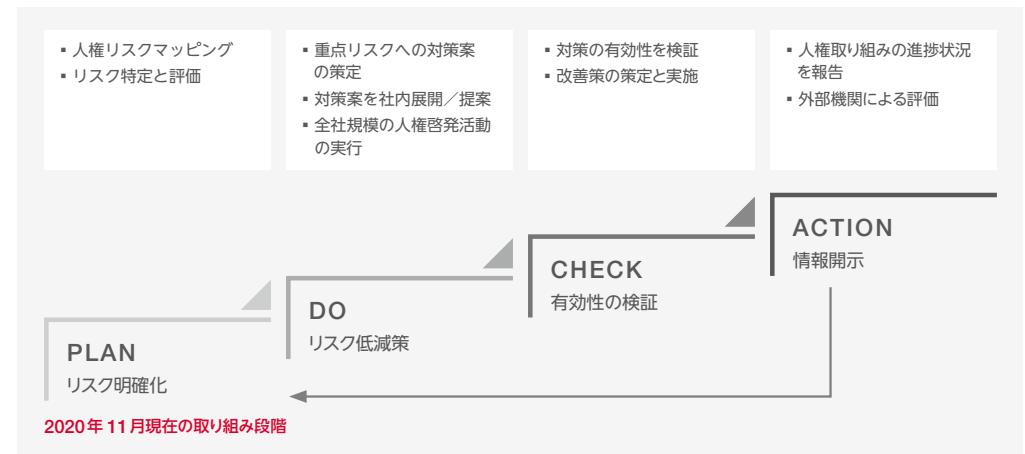 ▪ 人権リスクマッピング
▪ リスク特定と評価
▪ 重点リスクへの対策案
の策定
▪ 対策案を社内展開／提案
▪ 全社規模の人権啓発活動
の実行
▪ 対策の有効性を検証
▪ 改善策の策定と実施
▪ 人権取り組みの進捗状況
を報告
▪ 外部機関による評価
PLAN
リスク明確化
2020年11月現在の取り組み段階
DO
リスク低減策
CHECK
有効性の検証
ACTION
情報開示